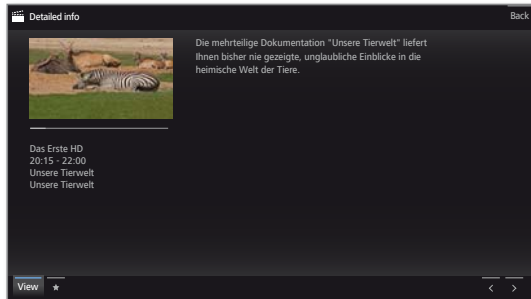 Detailed info
Back
Die mehrteilige Dokumentation "Unsere Tierwelt" liefert
Ihnen bisher nie gezeigte, unglaubliche Einblicke in die
heimische Welt der Tiere.
Das Erste HD
20:15 - 22:00
Unsere Tierwelt
Unsere Tierwelt
View